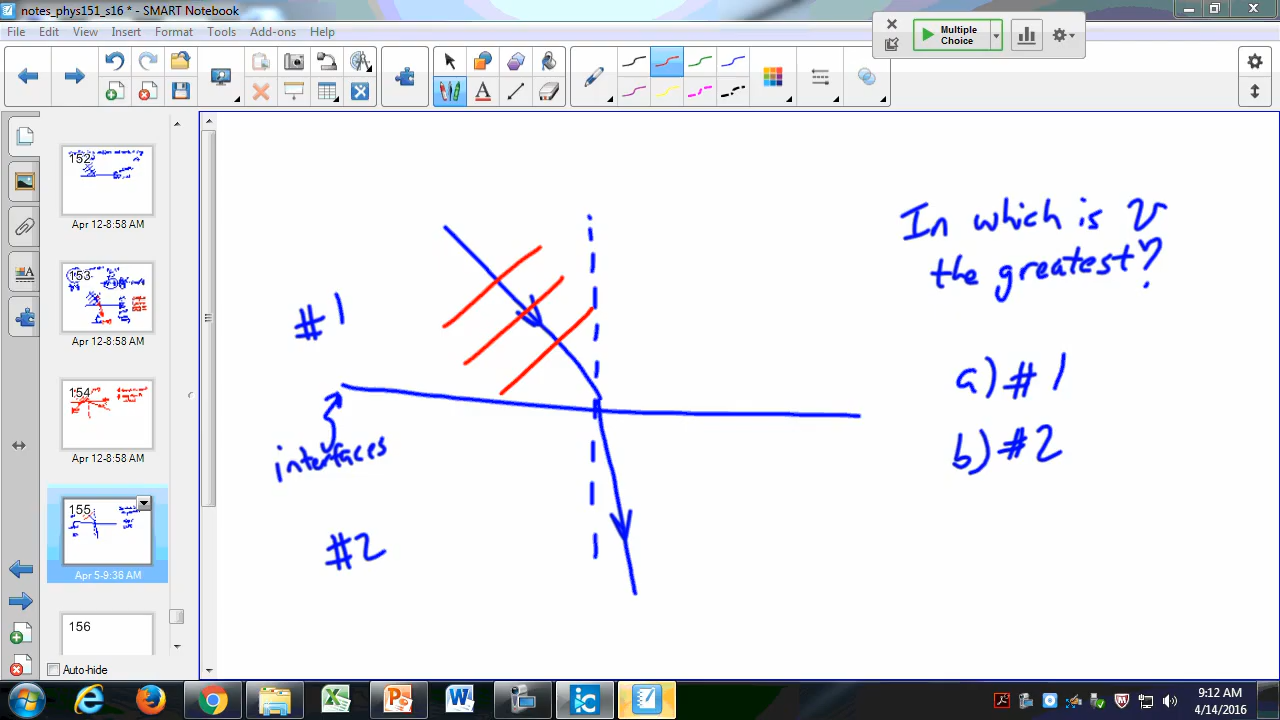 notes_phys151_s16 * - SMART Notebook
File Edit View Insert Format Tools Add-ons Help
Multiple
Choice
152
Apr 12-8:58 AM
153
Apr 12-8:58 AM
154
Apr 12-8:58 AM
155
Apr 5-9:36 AM
156
Auto-hide
In which is v
the greatest?
#1
a) #1
interfaces
b) #2
#2
9:12 AM
4/14/2016